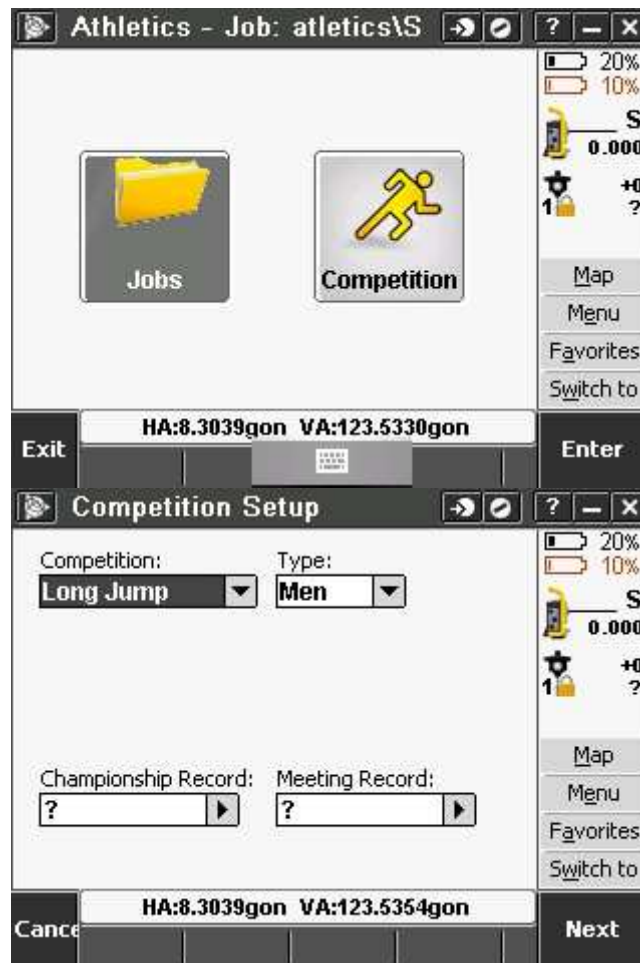 Athletics - Job: atletics\S ? – X
20%
10%
S
0.000
+0
1 ?
Jobs Competition
Map
Menu
Favorites
Switch to
HA:8.3039gon VA:123.5330gon
Exit Enter
Competition Setup ? – X
20%
10%
Competition: Type:
Long Jump Men
S
0.000
+0
1 ?
Map
Championship Record: Meeting Record:
Menu
? ?
Favorites
Switch to
HA:8.3039gon VA:123.5354gon
Cance Next